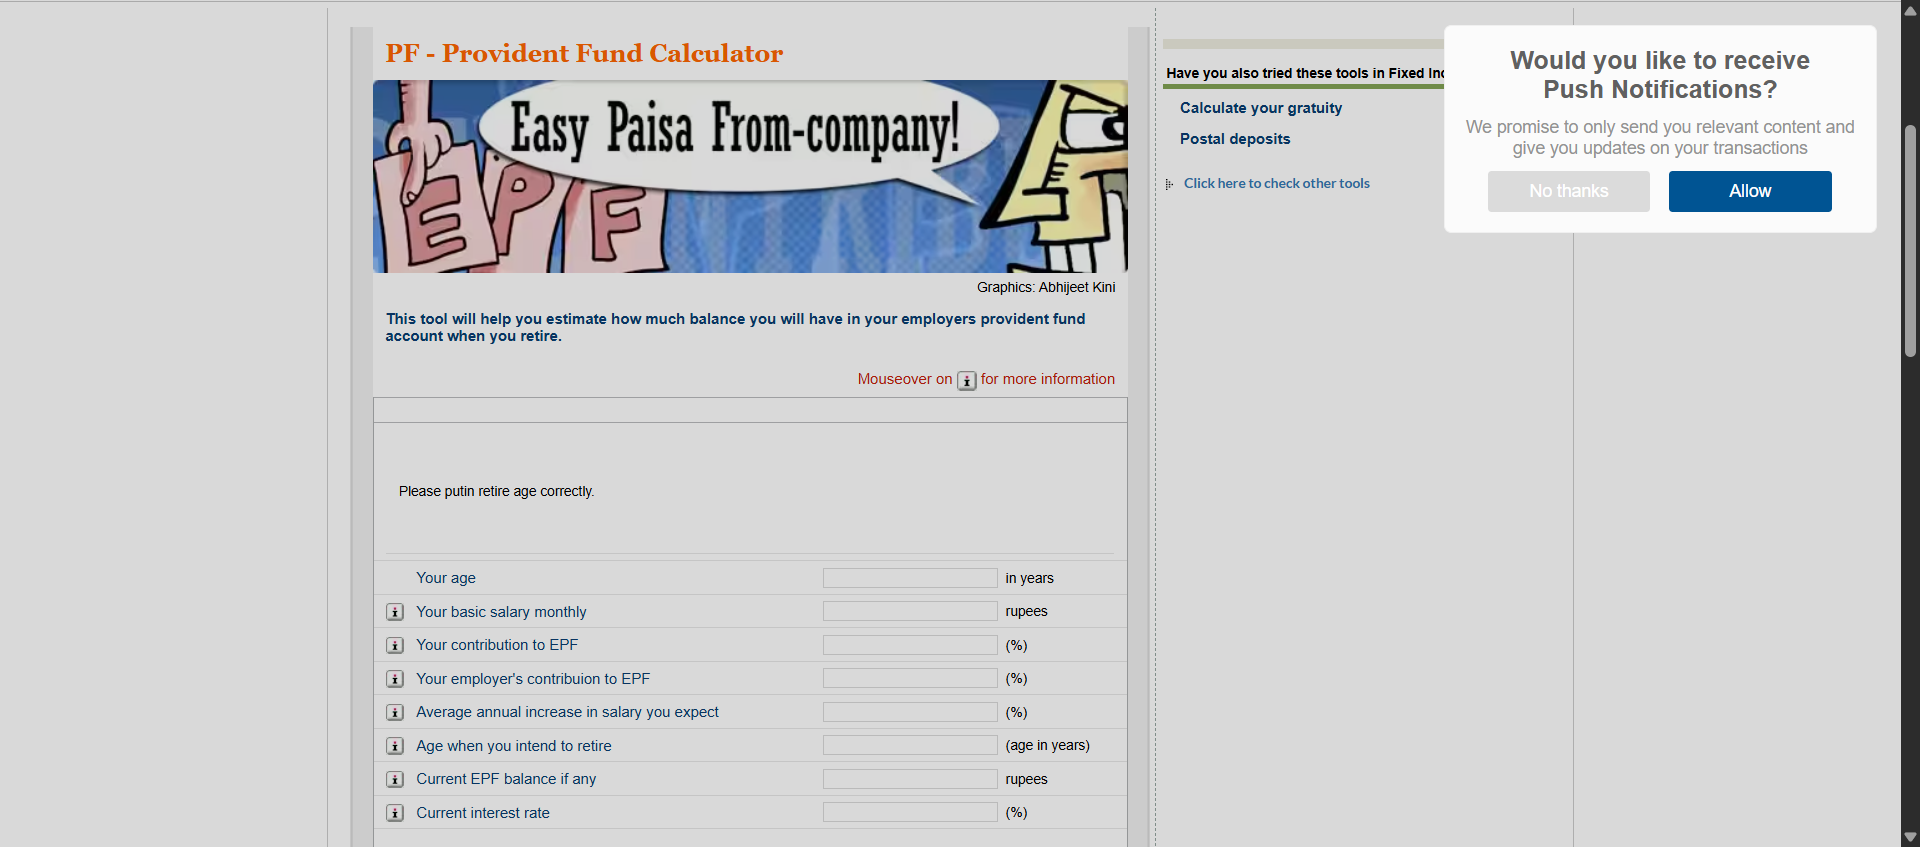 PF - Provident Fund Calculator
Easy Paisa From-company!
EPF
Graphics: Abhijeet Kini
This tool will help you estimate how much balance you will have in your employers provident fund
account when you retire.
Mouseover on i for more information
Please putin retire age correctly.
Your age in years
Your basic salary monthly rupees
Your contribution to EPF (%)
Your employer's contribuion to EPF (%)
Average annual increase in salary you expect (%)
Age when you intend to retire (age in years)
Current EPF balance if any rupees
Current interest rate (%)
Have you also tried these tools in Fixed
Calculate your gratuity
Postal deposits
Click here to check other tools
Would you like to receive
Push Notifications?
We promise to only send you relevant content and
give you updates on your transactions
No thanks Allow